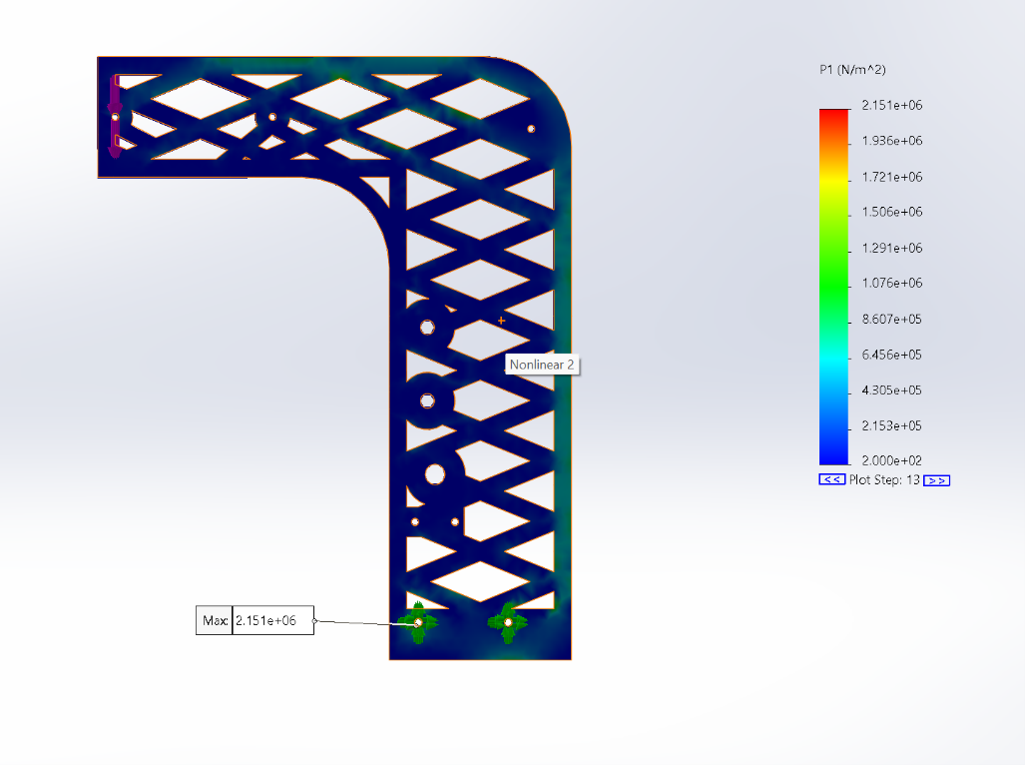 P1 (N/m^2)
2.151e+06
1.936e+06
1.721e+06
1.506e+06
1.291e+06
1.076e+06
8.607e+05
6.456e+05
4.305e+05
2.153e+05
2.000e+02
<< Plot Step: 13 >>
Nonlinear 2
Max: 2.151e+06